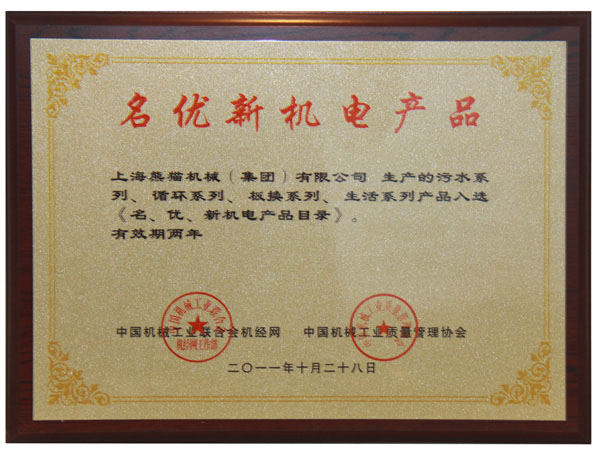 名优新机电产品
上海熊猫机械（集团）有限公司 生产的污水系
列、循环系列、板换系列、生活系列产品入选
《名、优、新机电产品目录》。
有效期两年
中国机械工业联合会机经网 中国机械工业质量管理协会
二〇一一年十月二十八日